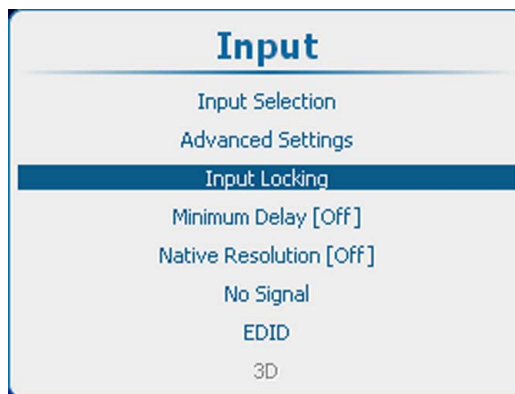 Input
Input Selection
Advanced Settings
Input Locking
Minimum Delay [Off]
Native Resolution [Off]
No Signal
EDID
3D